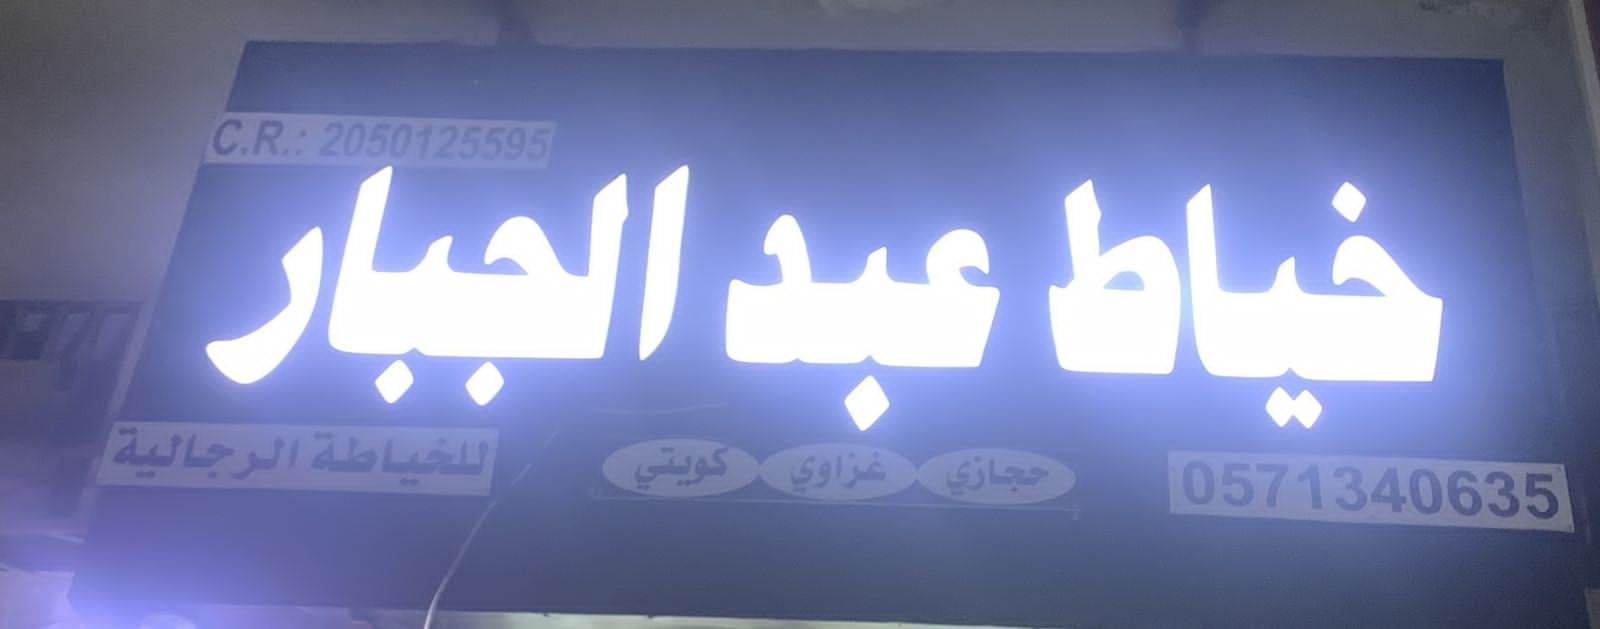 C.R.: 2050125595
خياط عبد الجبار
0571340635
حجازي غزاوي كويتي
للخياطة الرجالية